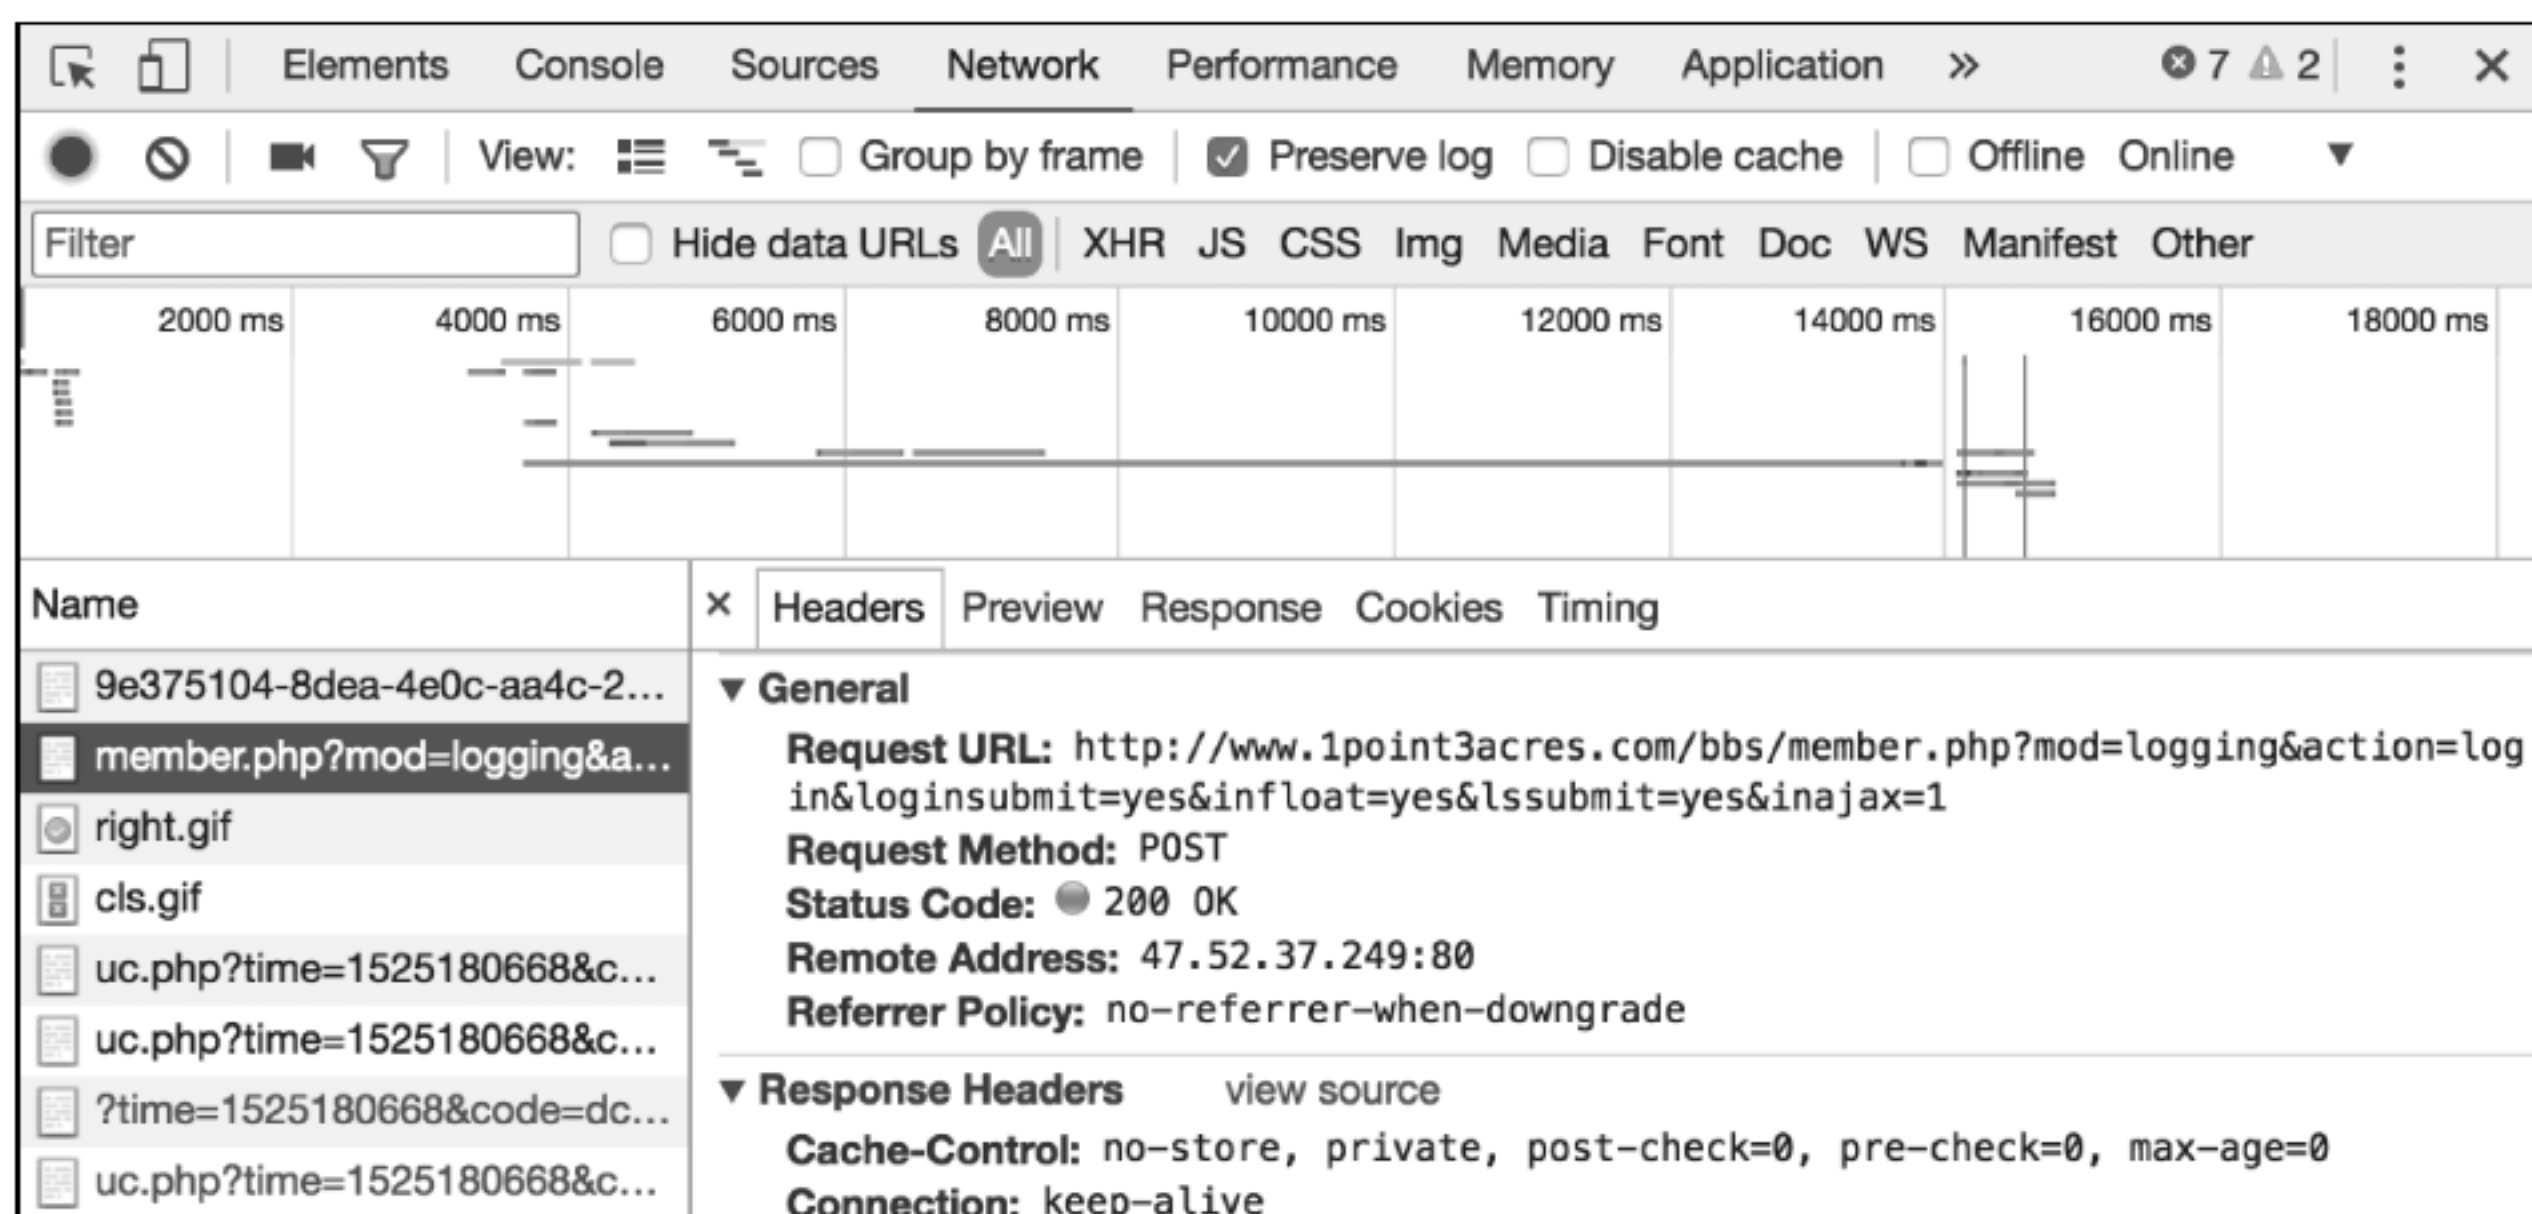 Elements Console Sources Network Performance Memory Application » 7 2
View: Group by frame Preserve log Disable cache Offline Online
Filter Hide data URLs All XHR JS CSS Img Media Font Doc WS Manifest Other
2000 ms 4000 ms 6000 ms 8000 ms 10000 ms 12000 ms 14000 ms 16000 ms 18000 ms
Name
9e375104-8dea-4e0c-aa4c-2...
member.php?mod=logging&a...
right.gif
cls.gif
uc.php?time=1525180668&c...
uc.php?time=1525180668&c...
?time=1525180668&code=dc...
uc.php?time=1525180668&c...
× Headers Preview Response Cookies Timing
▼ General
Request URL: http://www.1point3acres.com/bbs/member.php?mod=logging&action=log
in&loginsubmit=yes&infloat=yes&lssubmit=yes&inajax=1
Request Method: POST
Status Code: 200 OK
Remote Address: 47.52.37.249:80
Referrer Policy: no-referrer-when-downgrade
▼ Response Headers view source
Cache-Control: no-store, private, post-check=0, pre-check=0, max-age=0
Connection: keep-alive